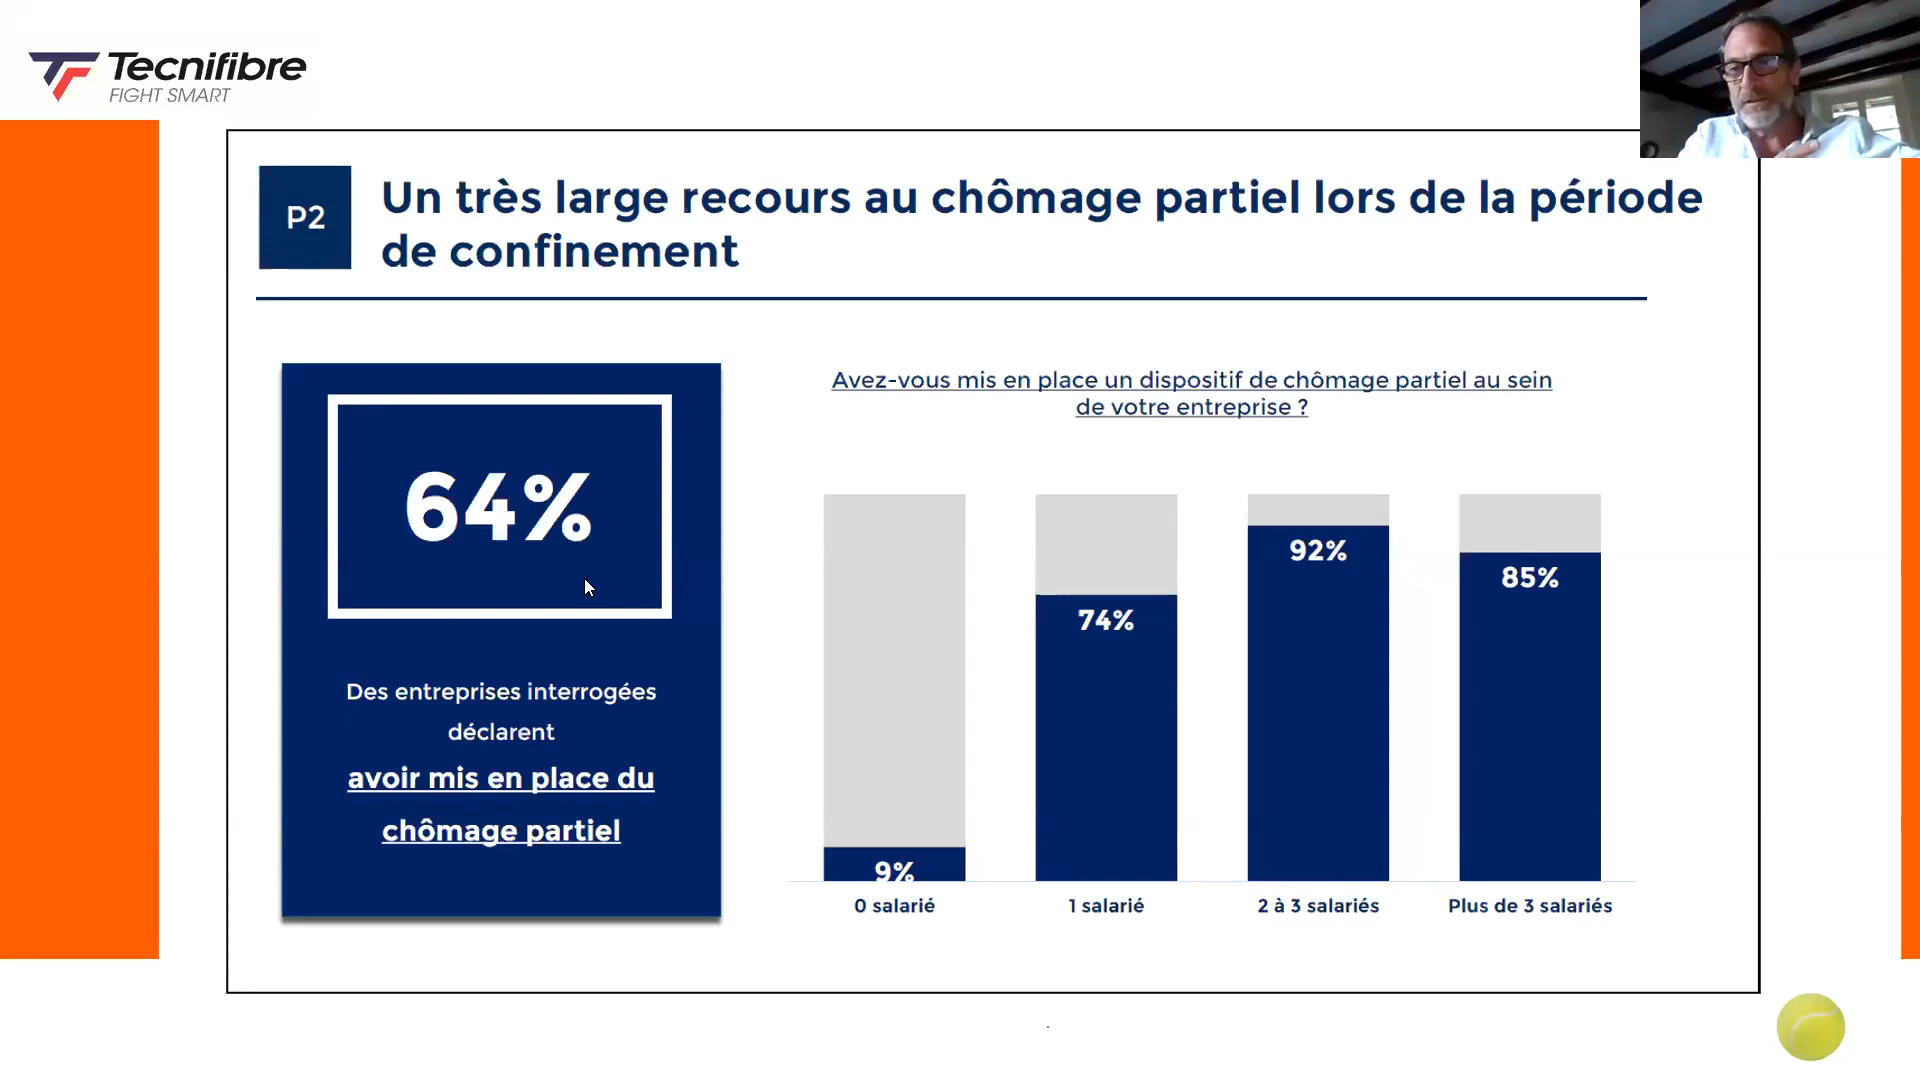 Tecnifibre
FIGHT SMART
P2
Un très large recours au chômage partiel lors de la période
de confinement
64%
Des entreprises interrogées
déclarent
avoir mis en place du
chômage partiel
Avez-vous mis en place un dispositif de chômage partiel au sein
de votre entreprise ?
9%
74%
92%
85%
0 salarié
1 salarié
2 à 3 salariés
Plus de 3 salariés